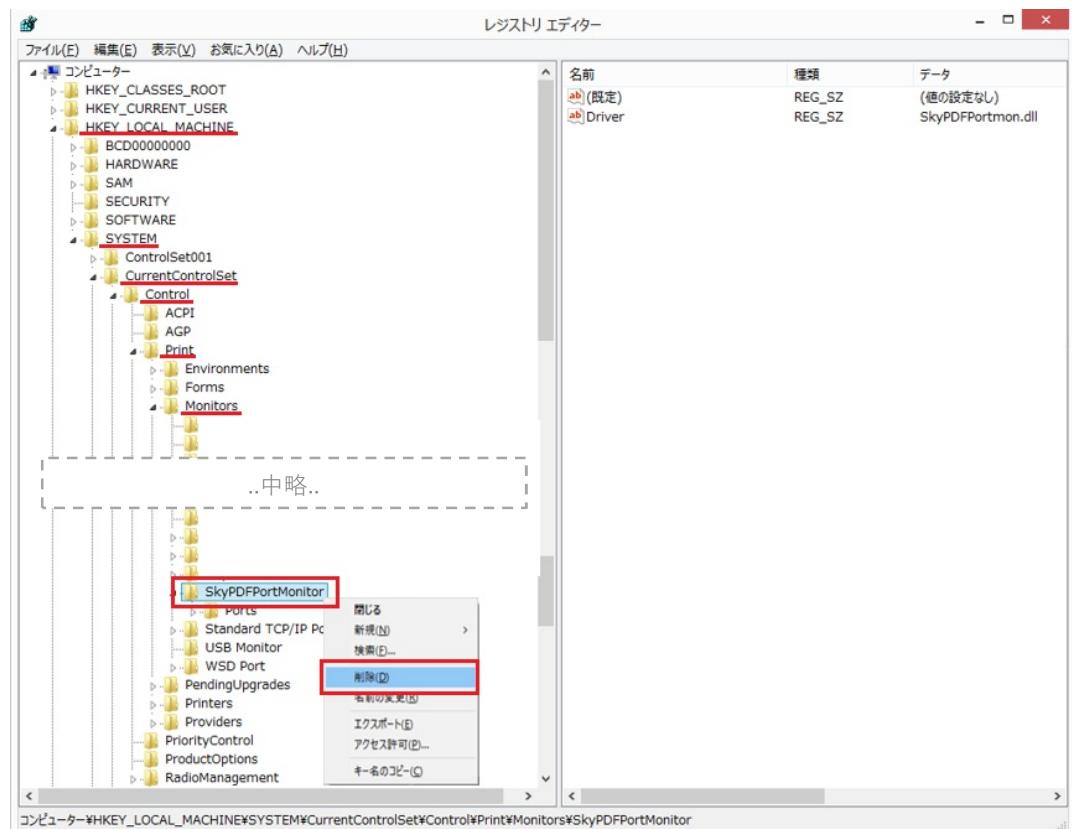 レジストリ エディター
ファイル(F) 編集(E) 表示(V) お気に入り(A) ヘルプ(H)
コンピューター
HKEY_CLASSES_ROOT
HKEY_CURRENT_USER
HKEY_LOCAL_MACHINE
BCD00000000
HARDWARE
SAM
SECURITY
SOFTWARE
SYSTEM
ControlSet001
CurrentControlSet
Control
ACPI
AGP
Print
Environments
Forms
Monitors
..中略..
SkyPDFPortMonitor
Ports
Standard TCP/IP Po
USB Monitor
WSD Port
PendingUpgrades
Printers
Providers
PriorityControl
ProductOptions
RadioManagement
閉じる
新規(N)
検索(F)...
削除(D)
名前の変更(R)
エクスポート(E)
アクセス許可(P)...
キー名のコピー(C)
名前 種類 データ
(既定) REG_SZ (値の設定なし)
Driver REG_SZ SkyPDFPortmon.dll
コンピューター¥HKEY_LOCAL_MACHINE¥SYSTEM¥CurrentControlSet¥Control¥Print¥Monitors¥SkyPDFPortMonitor